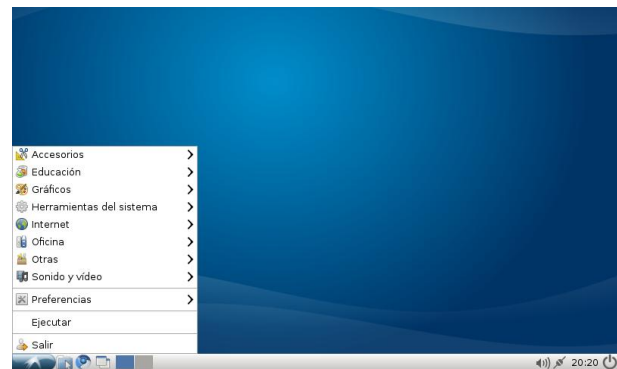 Accesorios
Educación
Gráficos
Herramientas del sistema
Internet
Oficina
Otras
Sonido y vídeo
Preferencias
Ejecutar
Salir
20:20